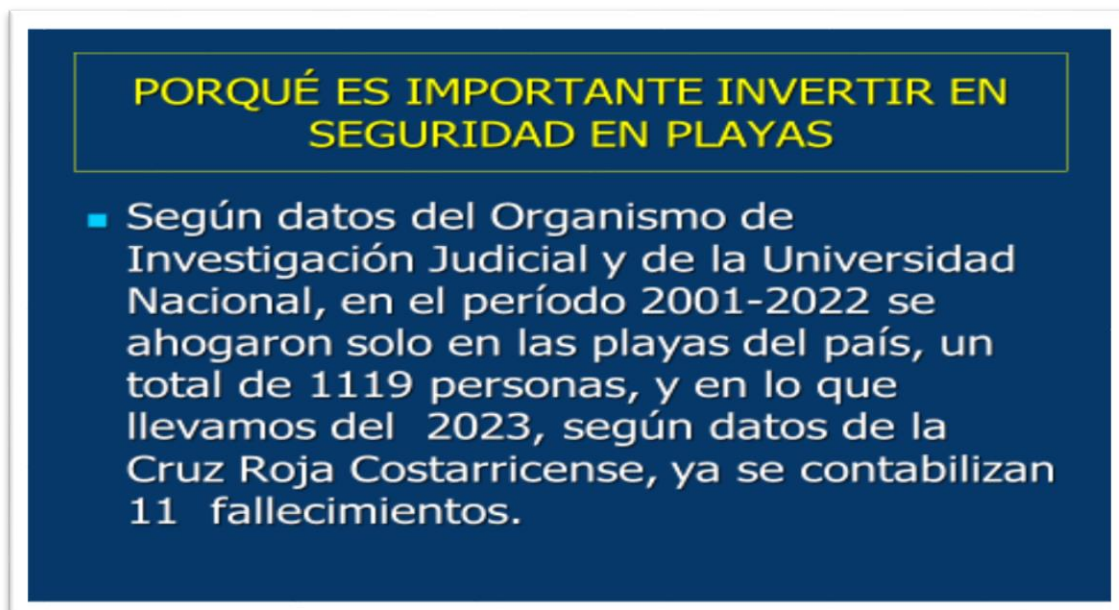 PORQUÉ ES IMPORTANTE INVERTIR EN
SEGURIDAD EN PLAYAS
Según datos del Organismo de
Investigación Judicial y de la Universidad
Nacional, en el período 2001-2022 se
ahogaron solo en las playas del país, un
total de 1119 personas, y en lo que
llevamos del 2023, según datos de la
Cruz Roja Costarricense, ya se contabilizan
11 fallecimientos.